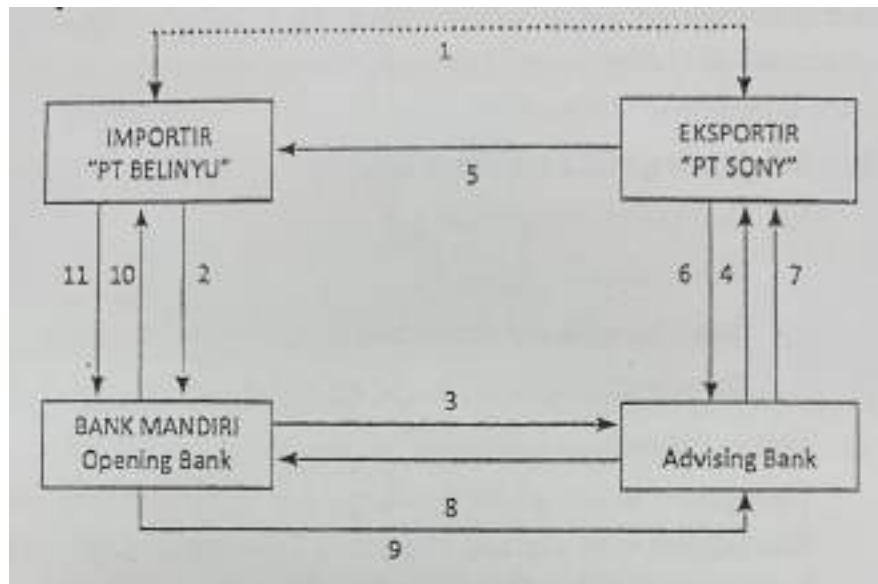 1
IMPORTIR
"PT BELINYU"
EKSPORTIR
"PT SONY"
5
11 10 2
6 4 7
BANK MANDIRI
Opening Bank
3
Advising Bank
8
9